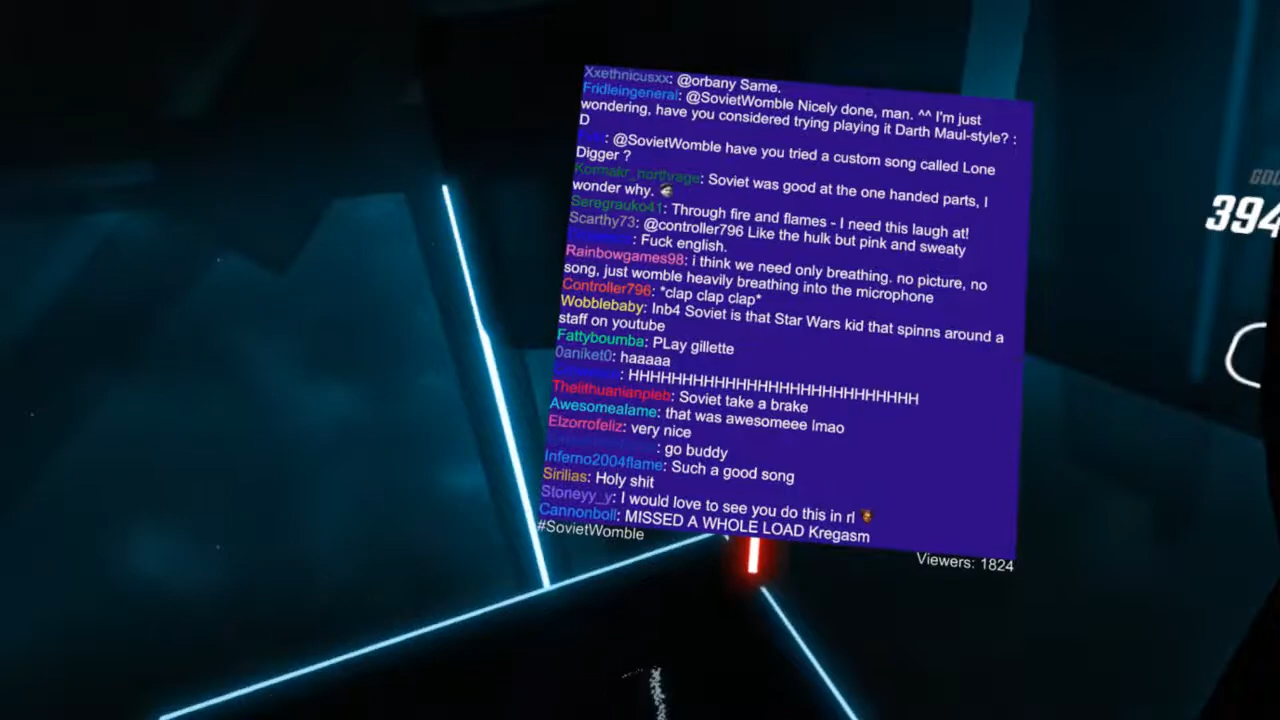 Xxethnicusxx: @orbany Same.
Fridleingeneral: @SovietWomble Nicely done, man. ^^ I'm just
wondering, have you considered trying playing it Darth Maul-style? :
D
: @SovietWomble have you tried a custom song called Lone
Digger ?
Kormakr_northrage: Soviet was good at the one handed parts, I
wonder why.
Seregrauko41: Through fire and flames - I need this laugh at!
Scarthy73: @controller796 Like the hulk but pink and sweaty
: Fuck english.
Rainbowgames98: i think we need only breathing. no picture, no
song, just womble heavily breathing into the microphone
Controller796: *clap clap clap*
Wobblebaby: Inb4 Soviet is that Star Wars kid that spinns around a
staff on youtube
Fattyboumba: PLay gillette
0aniket0: haaaaa
: HHHHHHHHHHHHHHHHHHHHHHHHHH
Thelithuanianpleb: Soviet take a brake
Awesomealame: that was awesomeee lmao
Elzorrofeliz: very nice
: go buddy
Inferno2004flame: Such a good song
Sirilias: Holy shit
Stoneyy_y: I would love to see you do this in rl
Cannonboll: MISSED A WHOLE LOAD Kregasm
#SovietWomble
Viewers: 1824
394